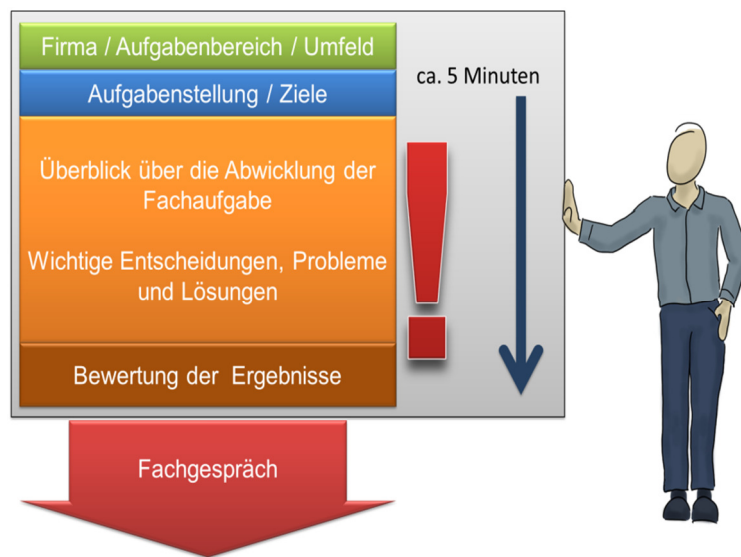 Firma / Aufgabenbereich / Umfeld
Aufgabenstellung / Ziele
ca. 5 Minuten
Überblick über die Abwicklung der
Fachaufgabe
Wichtige Entscheidungen, Probleme
und Lösungen
!
Bewertung der Ergebnisse
Fachgespräch